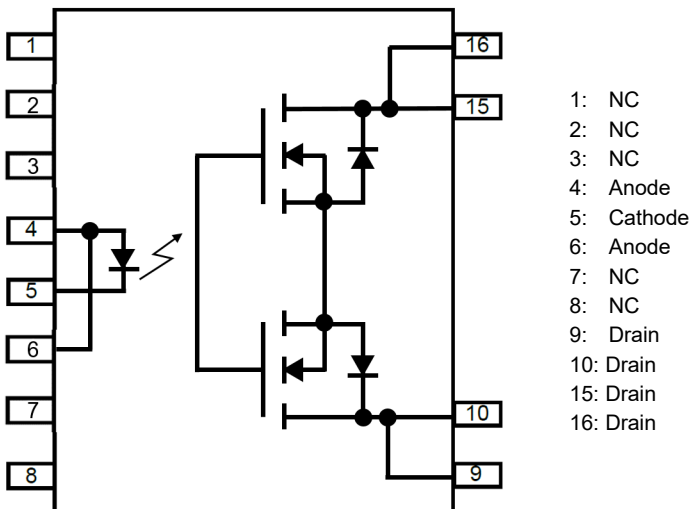 1
2
3
4
5
6
7
8
16
15
10
9
1: NC
2: NC
3: NC
4: Anode
5: Cathode
6: Anode
7: NC
8: NC
9: Drain
10: Drain
15: Drain
16: Drain